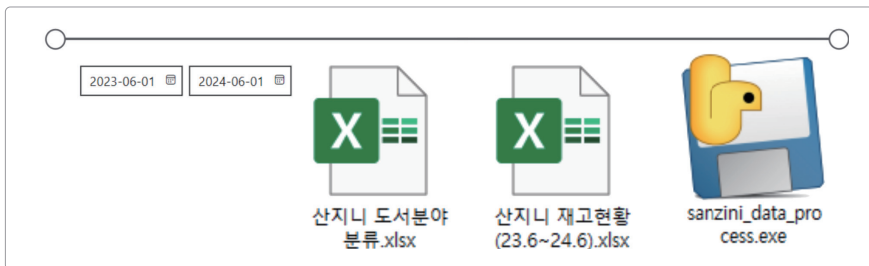 2023-06-01 2024-06-01
X
X
산지니 도서분야
분류.xlsx
산지니 재고현황
(23.6~24.6).xlsx
sanzini_data_pro
cess.exe